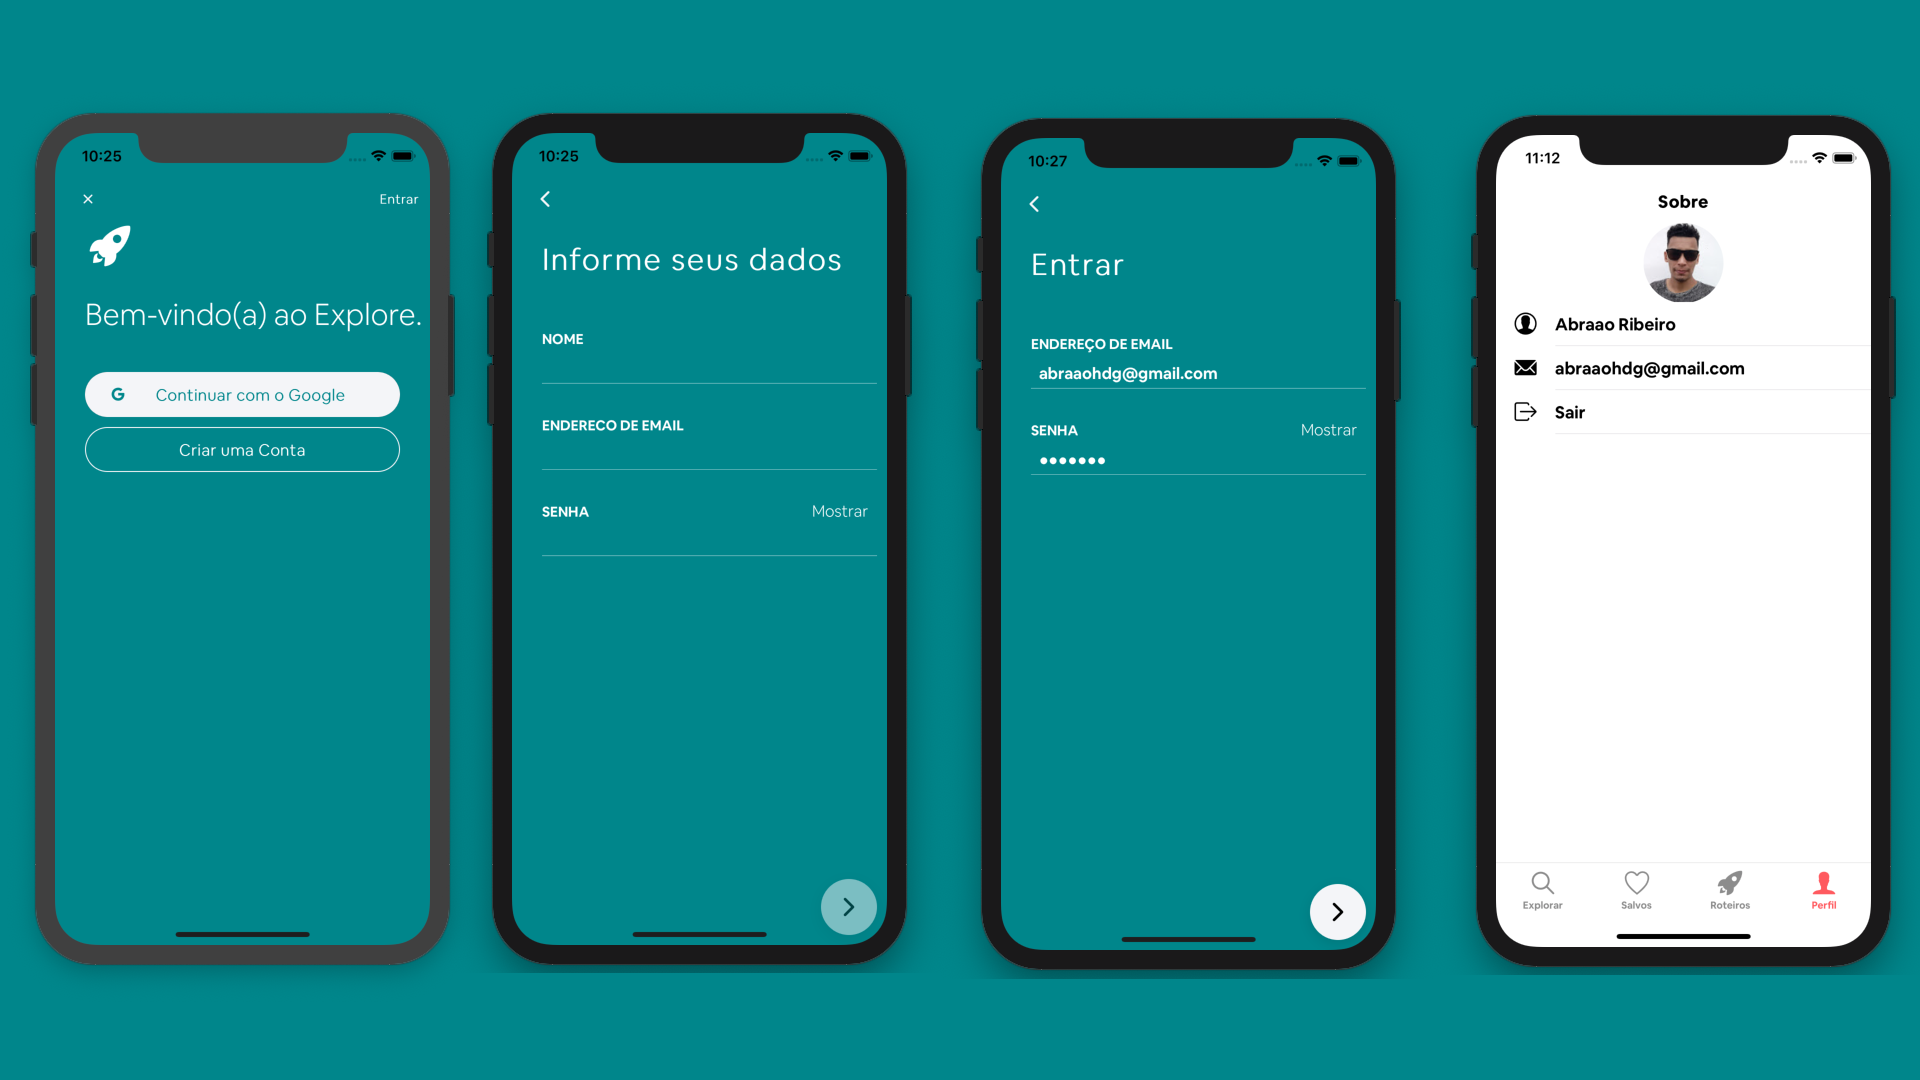 10:25
Entrar
Bem-vindo(a) ao Explore.
G Continuar com o Google
Criar uma Conta
10:25
Informe seus dados
NOME
ENDERECO DE EMAIL
SENHA Mostrar
10:27
Entrar
ENDEREÇO DE EMAIL
abraaohdg@gmail.com
SENHA Mostrar
11:12
Sobre
Abraao Ribeiro
abraaohdg@gmail.com
Sair
Explorar Salvos Roteiros Perfil